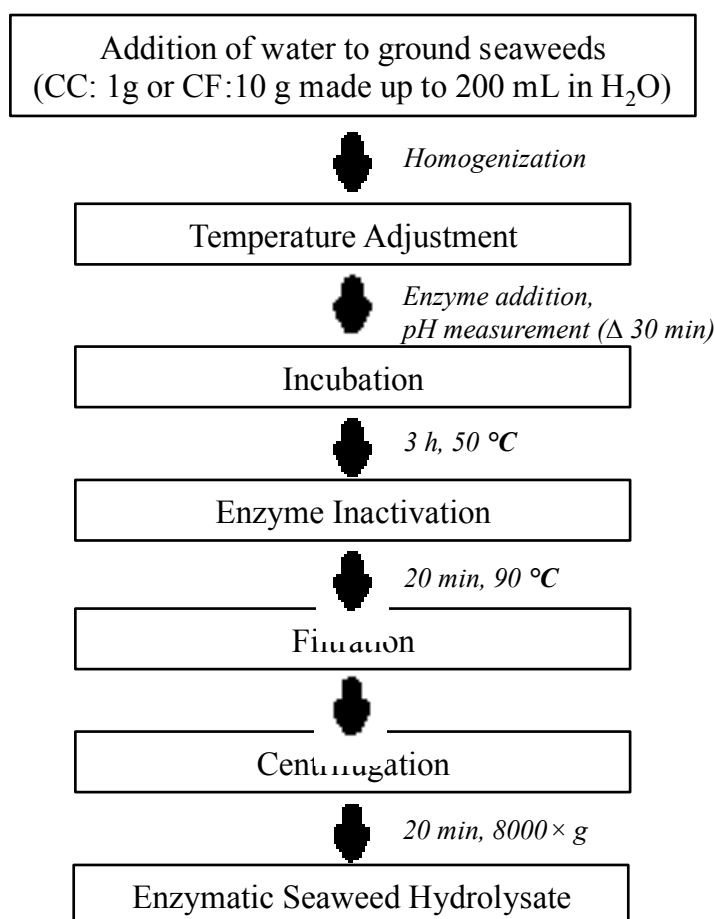 Addition of water to ground seaweeds
(CC: 1g or CF:10 g made up to 200 mL in H₂O)
Homogenization
Temperature Adjustment
Enzyme addition,
pH measurement (Δ 30 min)
Incubation
3 h, 50 °C
Enzyme Inactivation
20 min, 90 °C
Filtration
Centrifugation
20 min, 8000× g
Enzymatic Seaweed Hydrolysate